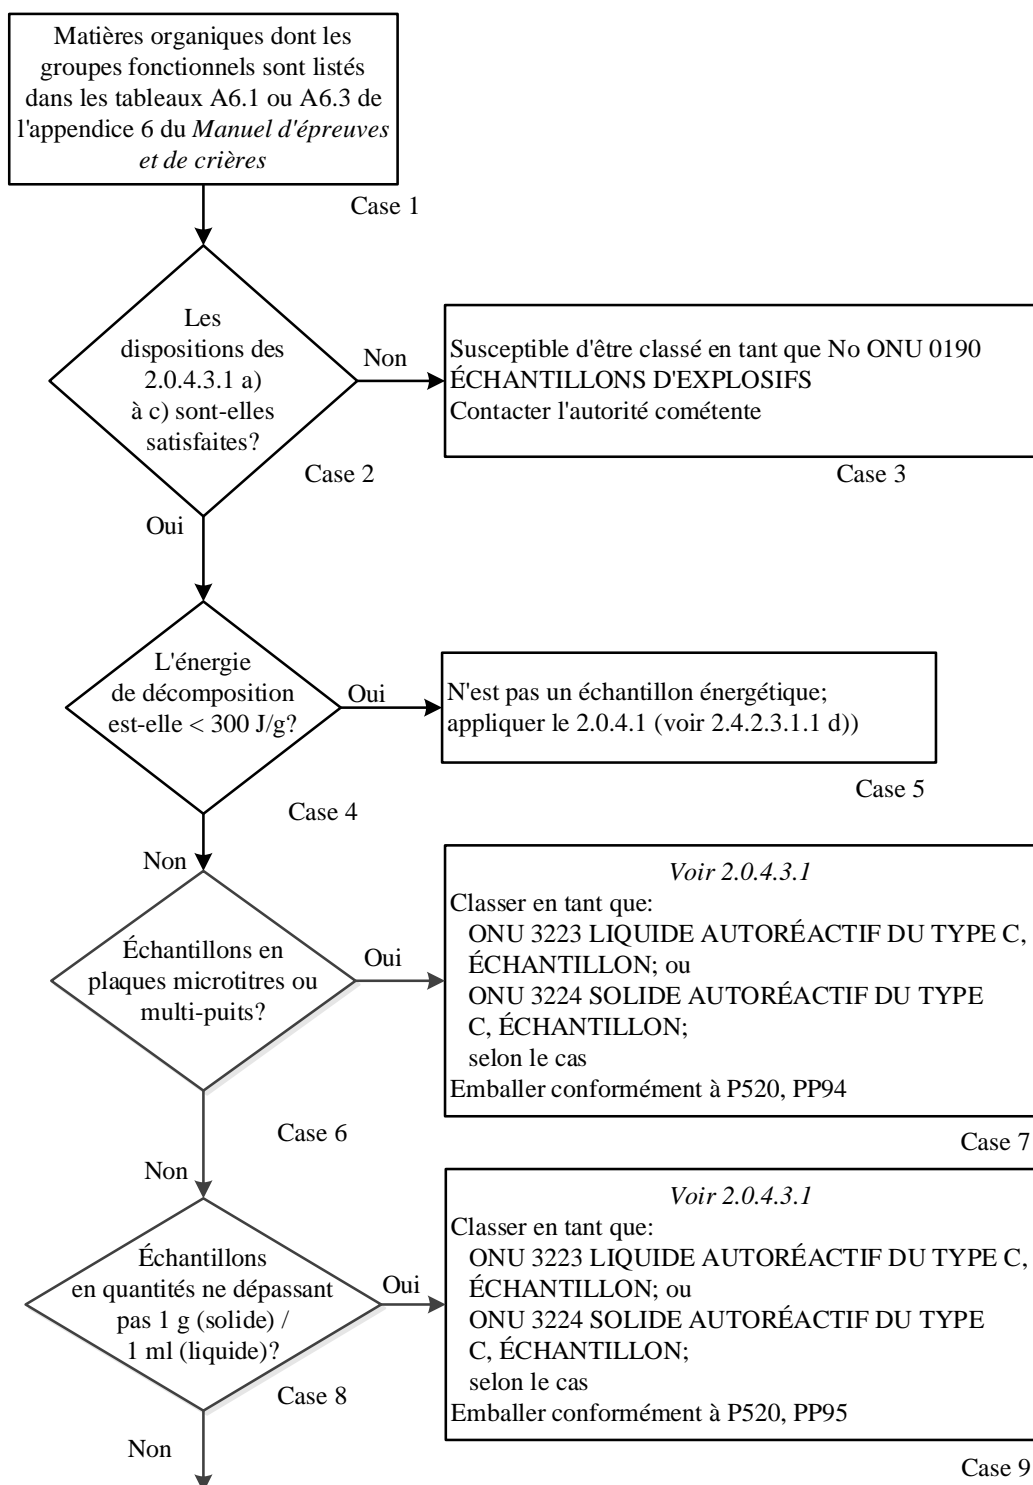 Matières organiques dont les
groupes fonctionnels sont listés
dans les tableaux A6.1 ou A6.3 de
l'appendice 6 du Manuel d'épreuves
et de crières
Case 1
Les
dispositions des
2.0.4.3.1 a)
à c) sont-elles
satisfaites?
Non
Case 2
Susceptible d'être classé en tant que No ONU 0190
ÉCHANTILLONS D'EXPLOSIFS
Contacter l'autorité cométente
Case 3
Oui
L'énergie
de décomposition
est-elle < 300 J/g?
Oui
Case 4
N'est pas un échantillon énergétique;
appliquer le 2.0.4.1 (voir 2.4.2.3.1.1 d))
Case 5
Non
Échantillons en
plaques microtitres ou
multi-puits?
Oui
Case 6
Voir 2.0.4.3.1
Classer en tant que:
ONU 3223 LIQUIDE AUTORÉACTIF DU TYPE C,
ÉCHANTILLON; ou
ONU 3224 SOLIDE AUTORÉACTIF DU TYPE
C, ÉCHANTILLON;
selon le cas
Emballer conformément à P520, PP94
Case 7
Non
Échantillons
en quantités ne dépassant
pas 1 g (solide) /
1 ml (liquide)?
Oui
Case 8
Voir 2.0.4.3.1
Classer en tant que:
ONU 3223 LIQUIDE AUTORÉACTIF DU TYPE C,
ÉCHANTILLON; ou
ONU 3224 SOLIDE AUTORÉACTIF DU TYPE
C, ÉCHANTILLON;
selon le cas
Emballer conformément à P520, PP95
Case 9
Non